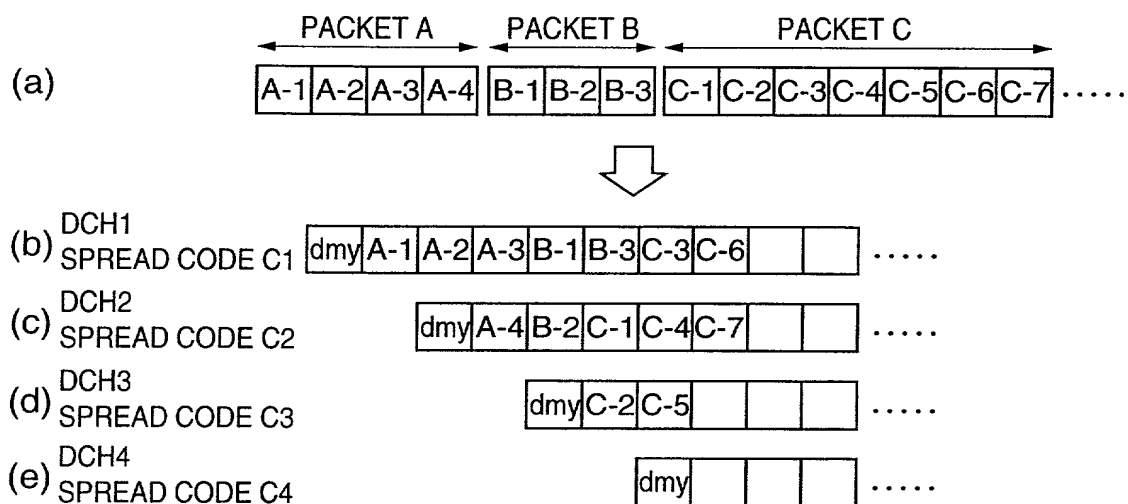 PACKET A PACKET B PACKET C
(a) A-1 A-2 A-3 A-4 B-1 B-2 B-3 C-1 C-2 C-3 C-4 C-5 C-6 C-7 .....
(b) DCH1
SPREAD CODE C1 dmy A-1 A-2 A-3 B-1 B-3 C-3 C-6 .....
(c) DCH2
SPREAD CODE C2 dmy A-4 B-2 C-1 C-4 C-7 .....
(d) DCH3
SPREAD CODE C3 dmy C-2 C-5 .....
(e) DCH4
SPREAD CODE C4 dmy .....